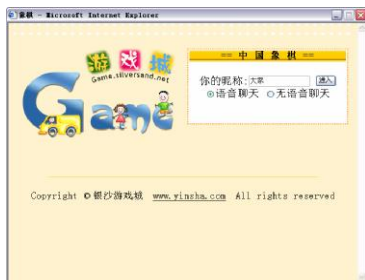 象棋 - Microsoft Internet Explorer
游戏城
Game.silversand.net
Game
== 中 国 象 棋 ==
你的昵称: 大家 进入
语音聊天 无语音聊天
Copyright © 银沙游戏城 www.yinsha.com All rights reserved